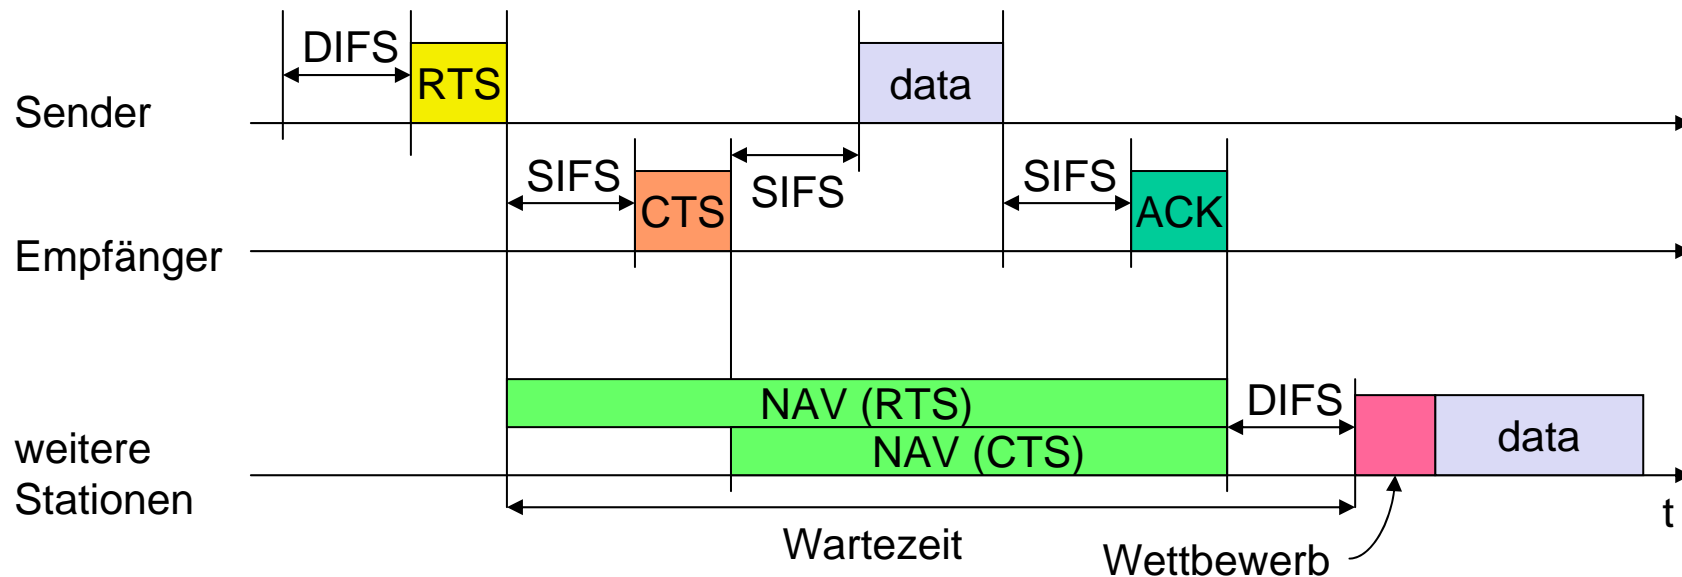 DIFS
RTS
data
Sender
SIFS
CTS
SIFS
SIFS
ACK
Empfänger
NAV (RTS)
DIFS
NAV (CTS)
data
weitere
Stationen
t
Wartezeit
Wettbewerb